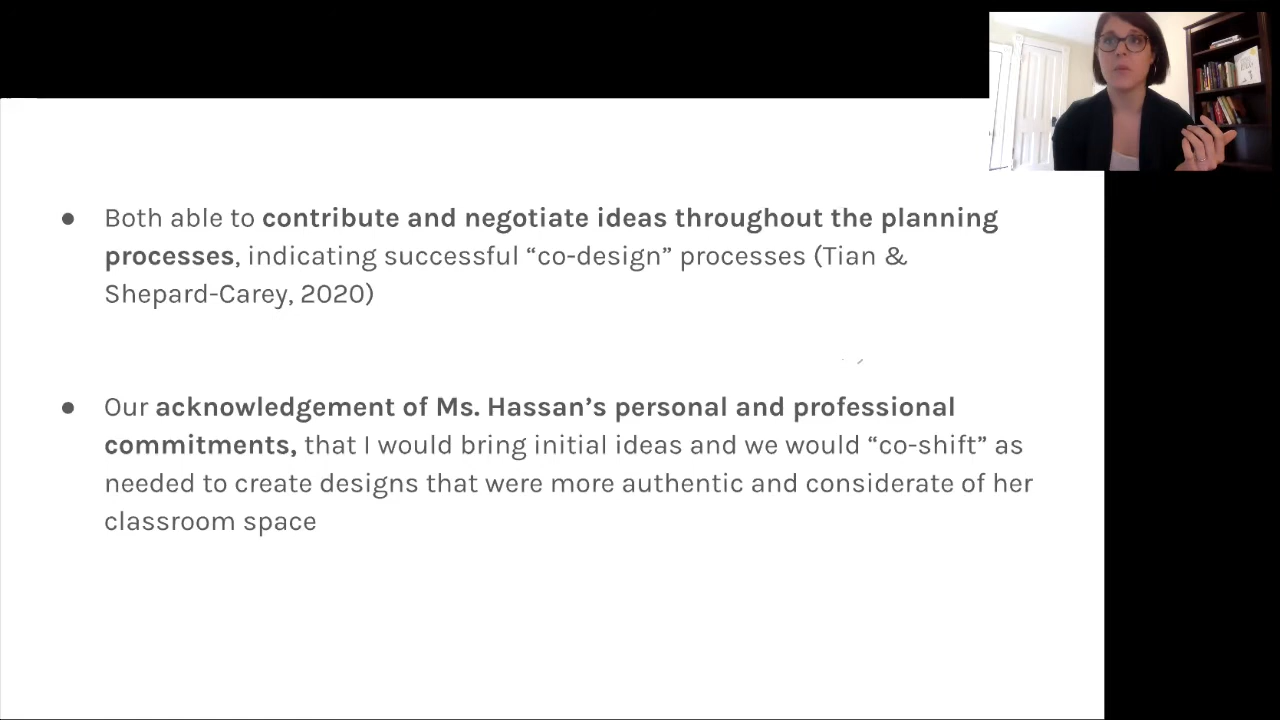 ● Both able to contribute and negotiate ideas throughout the planning
processes, indicating successful “co-design” processes (Tian &
Shepard-Carey, 2020)
● Our acknowledgement of Ms. Hassan’s personal and professional
commitments, that I would bring initial ideas and we would “co-shift” as
needed to create designs that were more authentic and considerate of her
classroom space